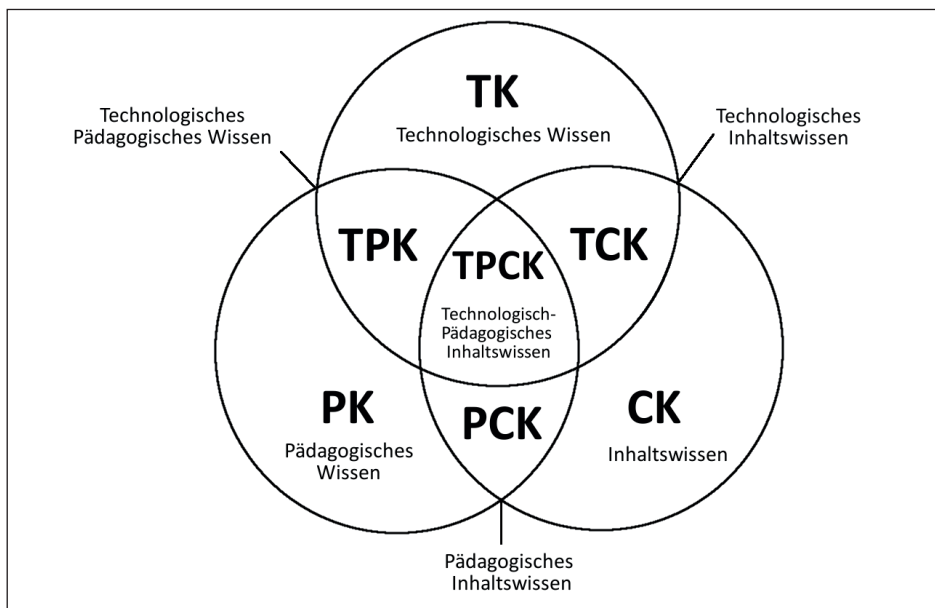 TK
Technologisches Wissen
Technologisches
Pädagogisches Wissen
Technologisches
Inhaltswissen
TPK
TPCK
TCK
Technologisch-
Pädagogisches
Inhaltswissen
PK
Pädagogisches
Wissen
PCK
CK
Inhaltswissen
Pädagogisches
Inhaltswissen